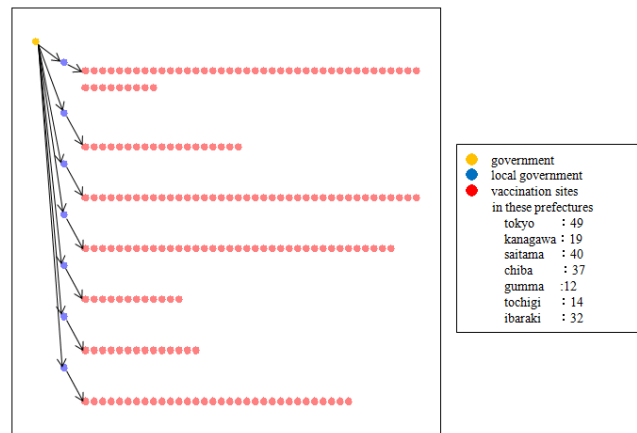 government
local government
vaccination sites
in these prefectures
tokyo : 49
kanagawa : 19
saitama : 40
chiba : 37
gumma :12
tochigi : 14
ibaraki : 32